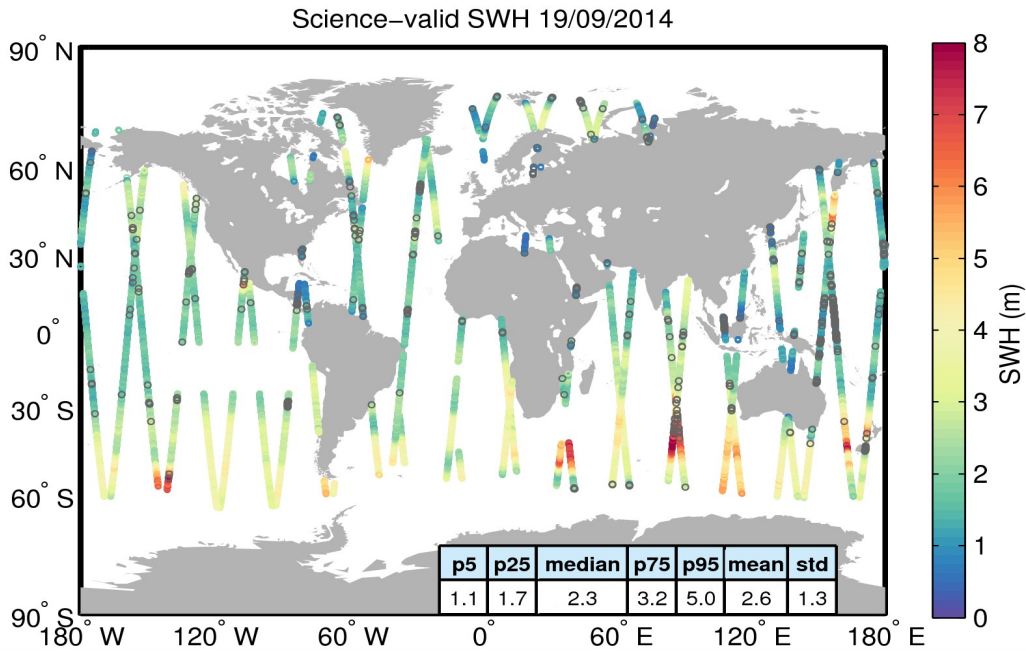 Science−valid SWH 19/09/2014
90° N
60° N
30° N
0°
30° S
60° S
90° S
180° W 120° W 60° W 0° 60° E 120° E 180° E
p5 p25 median p75 p95 mean std
1.1 1.7 2.3 3.2 5.0 2.6 1.3
8
7
6
5
4
3
2
1
0
SWH (m)